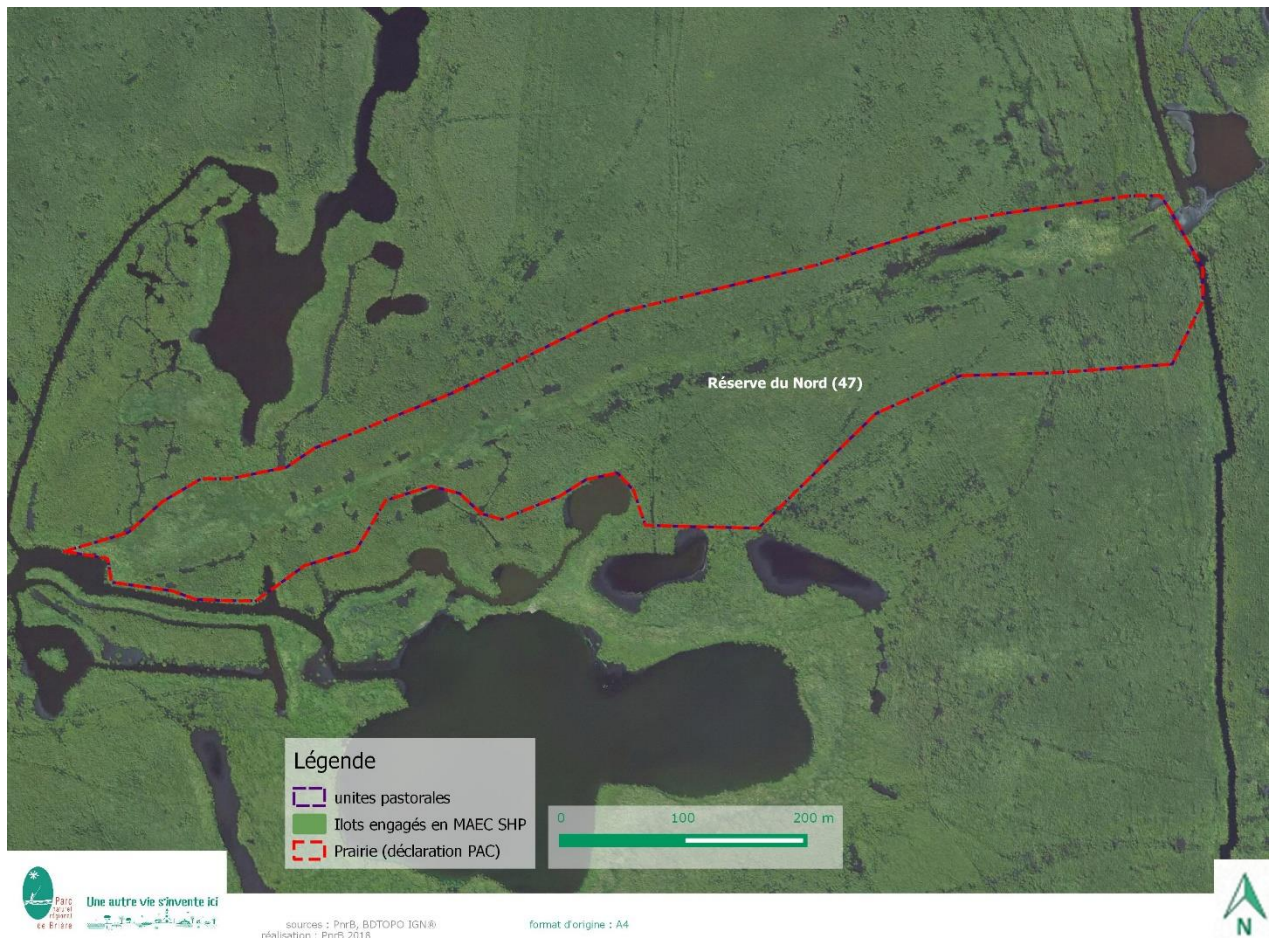 Réserve du Nord (47)
Légende
unites pastorales
Ilots engagés en MAEC SHP
Prairie (déclaration PAC)
0 100 200 m
Parc
naturel
régional
de Brière
Une autre vie s'invente ici
sources : PnrB, BDTOPO IGN®
réalisation : PnrB 2018
format d'origine : A4
N